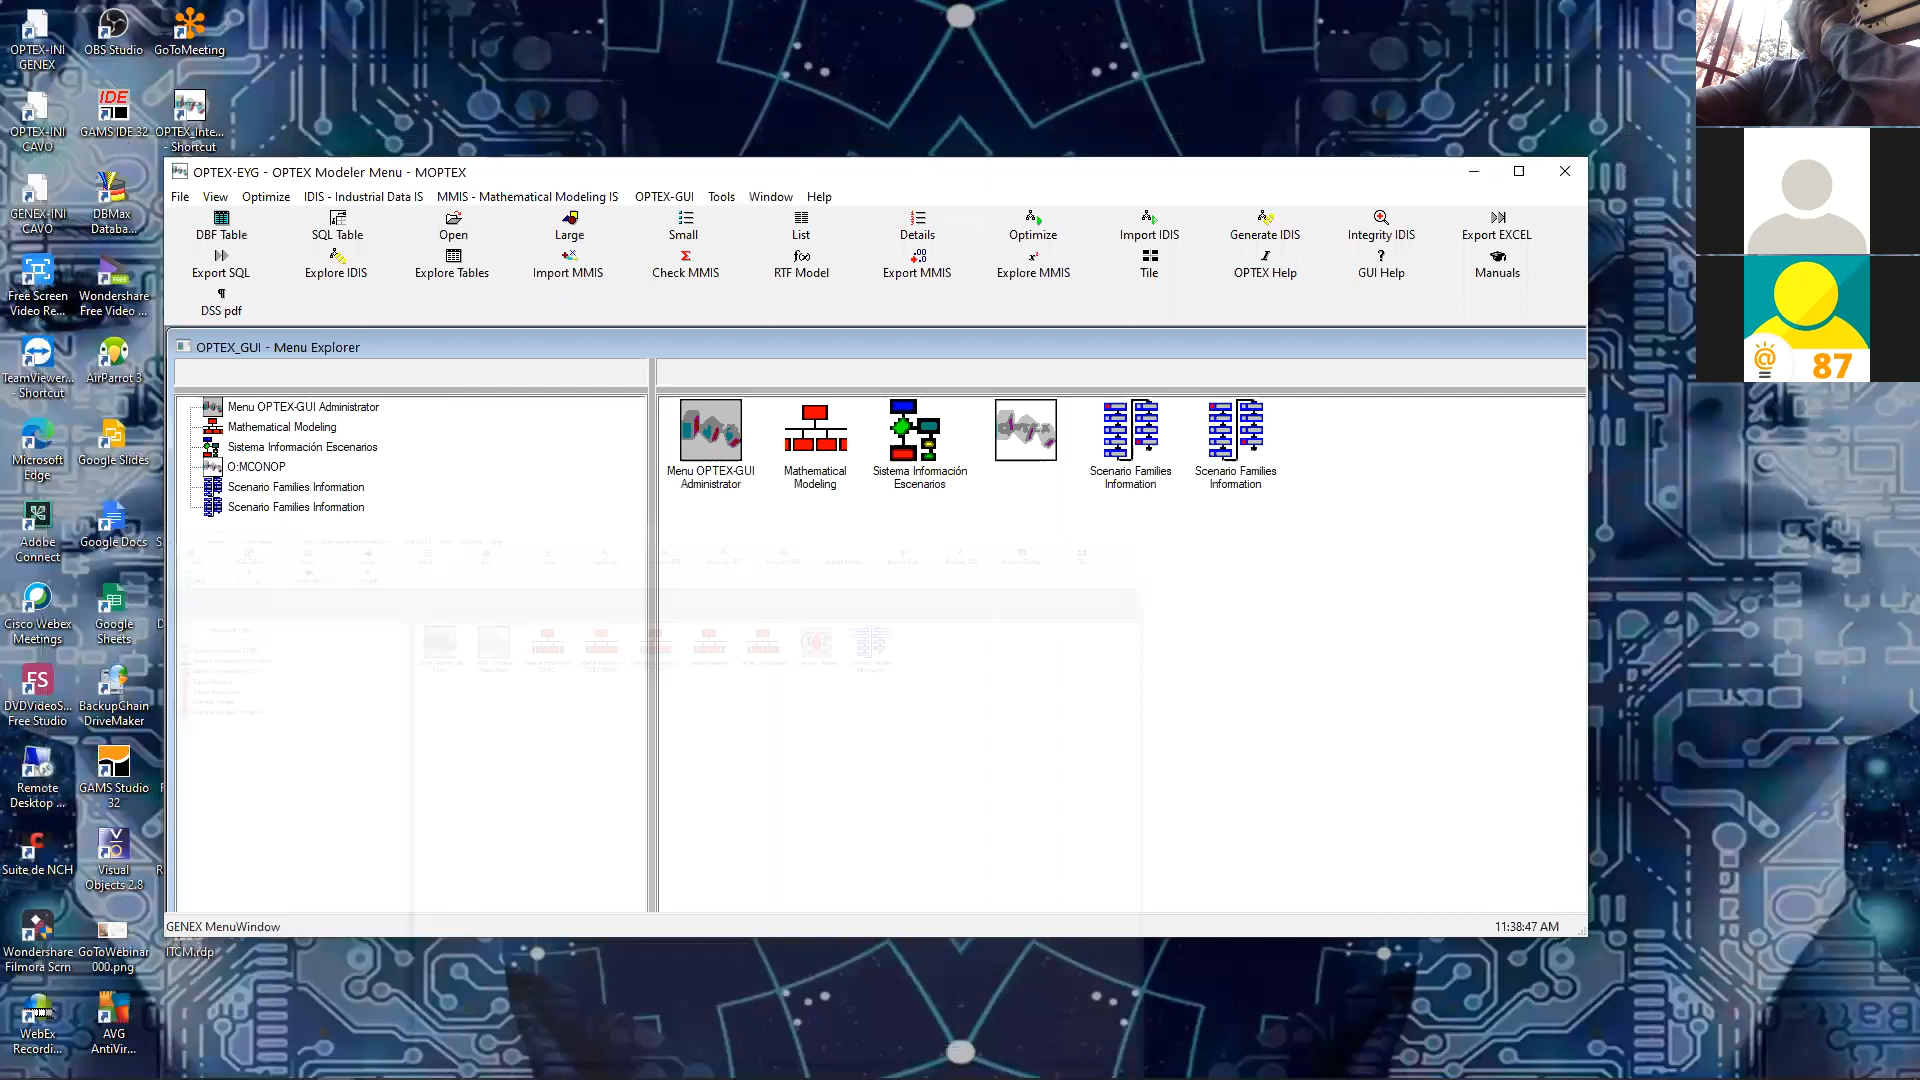 OPTEX-INI
GENEX
OBS Studio
GoToMeeting
OPTEX-INI
CAVO
IDE
GAMS IDE 32
OPTEX_Inte...
- Shortcut
GENEX-INI
CAVO
DBMax
Databa...
Free Screen
Video Re...
Wondershare
Free Video ...
TeamViewer...
- Shortcut
AirParrot 3
Microsoft
Edge
Google Slides
Adobe
Connect
Google Docs
Cisco Webex
Meetings
Google
Sheets
FS
DVDVideoS...
Free Studio
BackupChain
DriveMaker
Remote
Desktop ...
GAMS Studio
32
Suite de NCH
Visual
Objects 2.8
Wondershare
Filmora Scrn
GoToWebinar
000.png
ITCM.rdp
WebEx
Recordi...
AVG
AntiVir...
OPTEX-EYG - OPTEX Modeler Menu - MOPTEX
File View Optimize IDIS - Industrial Data IS MMIS - Mathematical Modeling IS OPTEX-GUI Tools Window Help
DBF Table SQL Table Open Large Small List Details Optimize Import IDIS Generate IDIS Integrity IDIS Export EXCEL
Export SQL Explore IDIS Explore Tables Import MMIS Check MMIS RTF Model Export MMIS Explore MMIS Tile OPTEX Help GUI Help Manuals
DSS pdf
OPTEX_GUI - Menu Explorer
Menu OPTEX-GUI Administrator
Mathematical Modeling
Sistema Información Escenarios
O:MCONOP
Scenario Families Information
Scenario Families Information
Menu OPTEX-GUI
Administrator
Mathematical
Modeling
Sistema Información
Escenarios
Scenario Families
Information
Scenario Families
Information
GENEX MenuWindow
11:38:47 AM
87